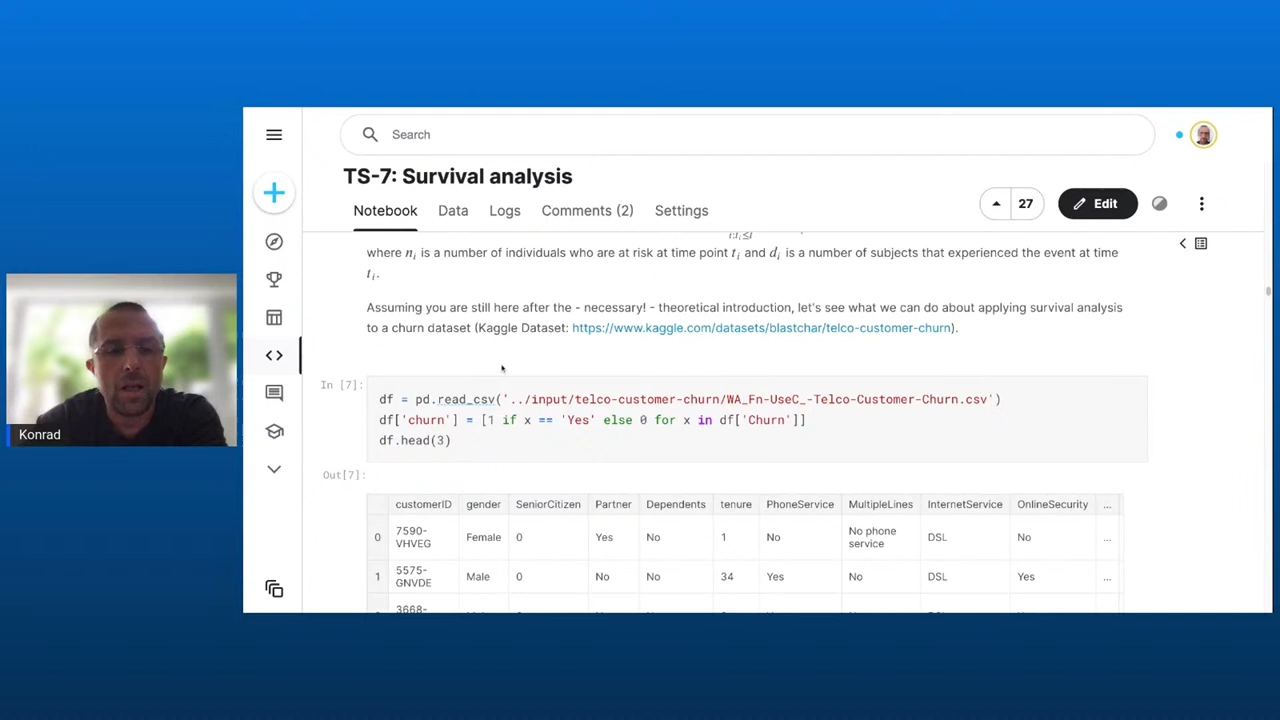 Search
TS-7: Survival analysis
27
Edit
Notebook
Data
Logs
Comments (2)
Settings
i:tᵢ≤t
where nᵢ is a number of individuals who are at risk at time point tᵢ and dᵢ is a number of subjects that experienced the event at time
tᵢ.
Assuming you are still here after the - necessary! - theoretical introduction, let's see what we can do about applying survival analysis
to a churn dataset (Kaggle Dataset: https://www.kaggle.com/datasets/blastchar/telco-customer-churn).
In [7]:
df = pd.read_csv('../input/telco-customer-churn/WA_Fn-UseC_-Telco-Customer-Churn.csv')
df['churn'] = [1 if x == 'Yes' else 0 for x in df['Churn']]
df.head(3)
Out[7]:
customerID gender SeniorCitizen Partner Dependents tenure PhoneService MultipleLines InternetService OnlineSecurity ...
0 7590-VHVEG Female 0 Yes No 1 No No phone service DSL No ...
1 5575-GNVDE Male 0 No No 34 Yes No DSL Yes ...
3668-
Konrad